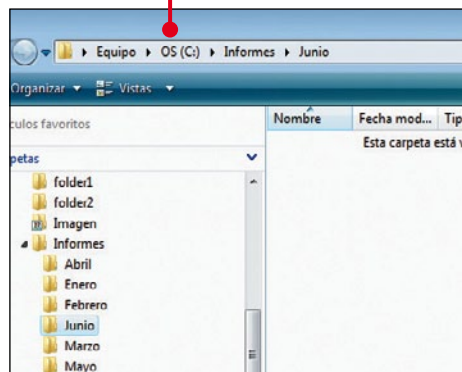 Equipo OS (C:) Informes Junio
Organizar Vistas
culos favoritos
Nombre Fecha mod... Tip
Esta carpeta está v
petas
folder1
folder2
Imagen
Informes
Abril
Enero
Febrero
Junio
Marzo
Mayo